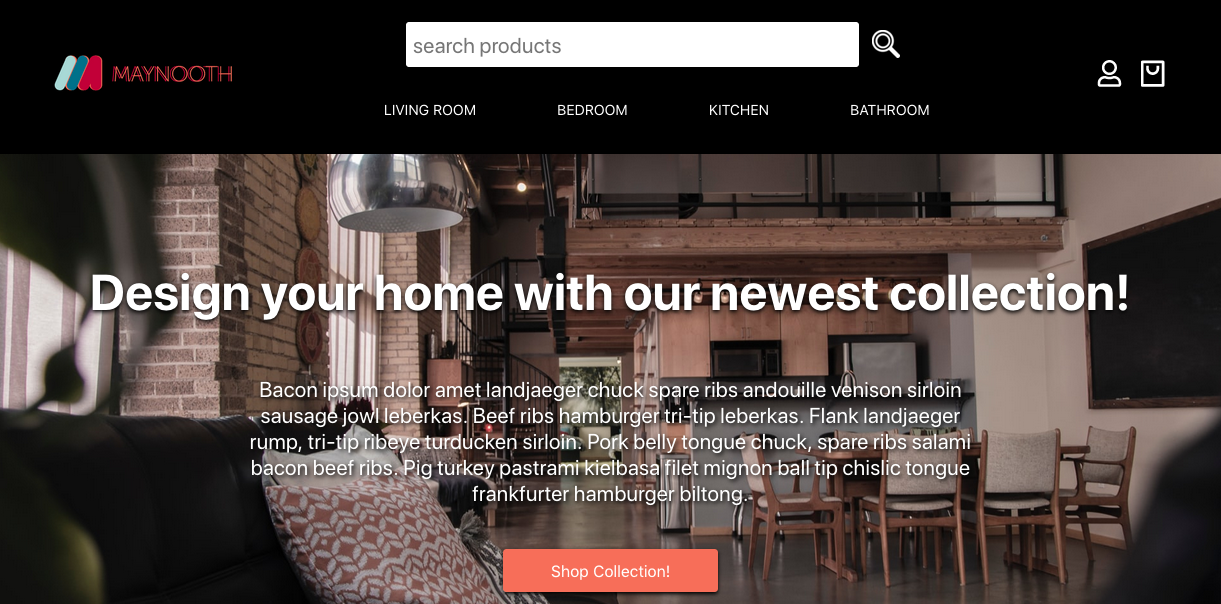 search products
MAYNOOTH
LIVING ROOM BEDROOM KITCHEN BATHROOM
Design your home with our newest collection!
Bacon ipsum dolor amet landjaeger chuck spare ribs andouille venison sirloin
sausage jowl leberkas. Beef ribs hamburger tri-tip leberkas. Flank landjaeger
rump, tri-tip ribeye turducken sirloin. Pork belly tongue chuck, spare ribs salami
bacon beef ribs. Pig turkey pastrami kielbasa filet mignon ball tip chislic tongue
frankfurter hamburger biltong.
Shop Collection!